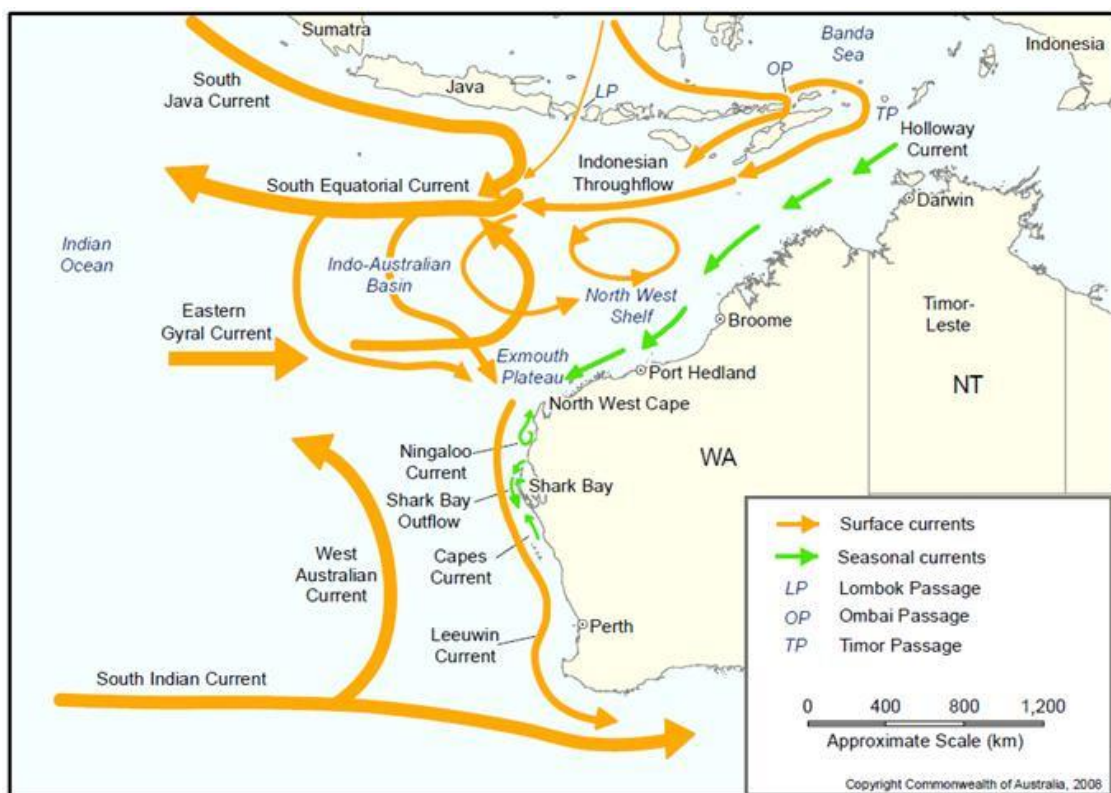 Sumatra
Banda
Sea
Indonesia
South
Java Current
Java
LP
OP
TP
Holloway
Current
Indonesian
Throughflow
South Equatorial Current
Darwin
Indian
Ocean
Indo-Australian
Basin
North West
Shelf
Eastern
Gyral Current
Broome
Timor-
Leste
Exmouth
Plateau
Port Hedland
NT
North West Cape
Ningaloo
Current
WA
Shark Bay
Shark Bay
Outflow
Capes
Current
West
Australian
Current
Leeuwin
Current
Perth
South Indian Current
Surface currents
Seasonal currents
LP Lombok Passage
OP Ombai Passage
TP Timor Passage
0 400 800 1,200
Approximate Scale (km)
Copyright Commonwealth of Australia, 2008